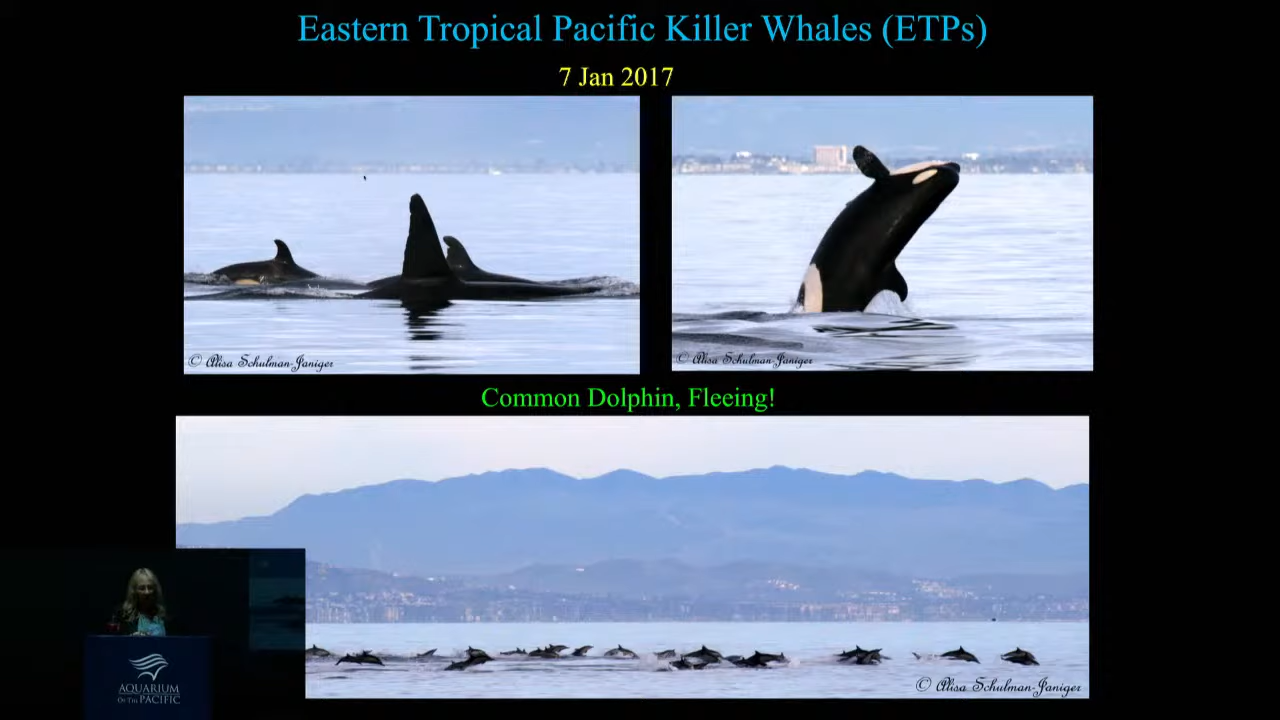 Eastern Tropical Pacific Killer Whales (ETPs)
7 Jan 2017
© Alisa Schulman-Janiger
© Alisa Schulman-Janiger
Common Dolphin, Fleeing!
© Alisa Schulman-Janiger
AQUARIUM
OF THE PACIFIC